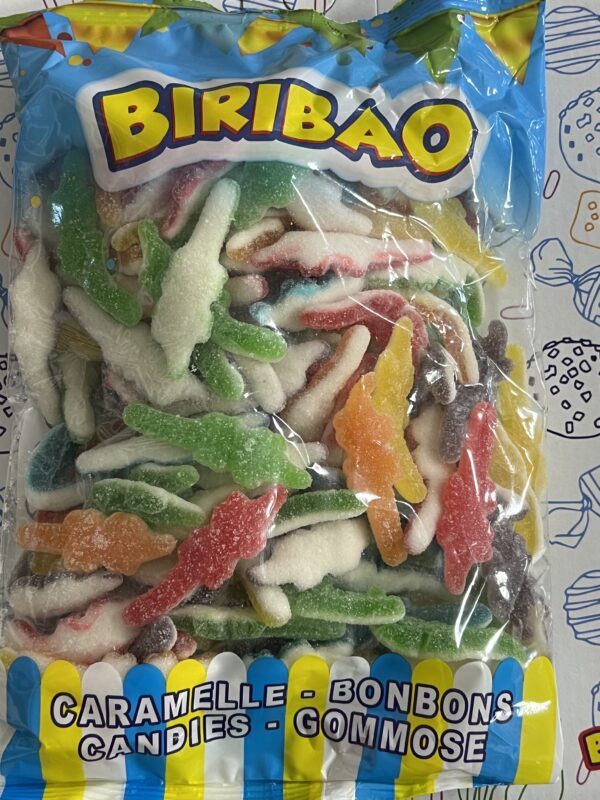 BIRIBAO
CARAMELLE - BONBONS
CANDIES - GOMMOSE